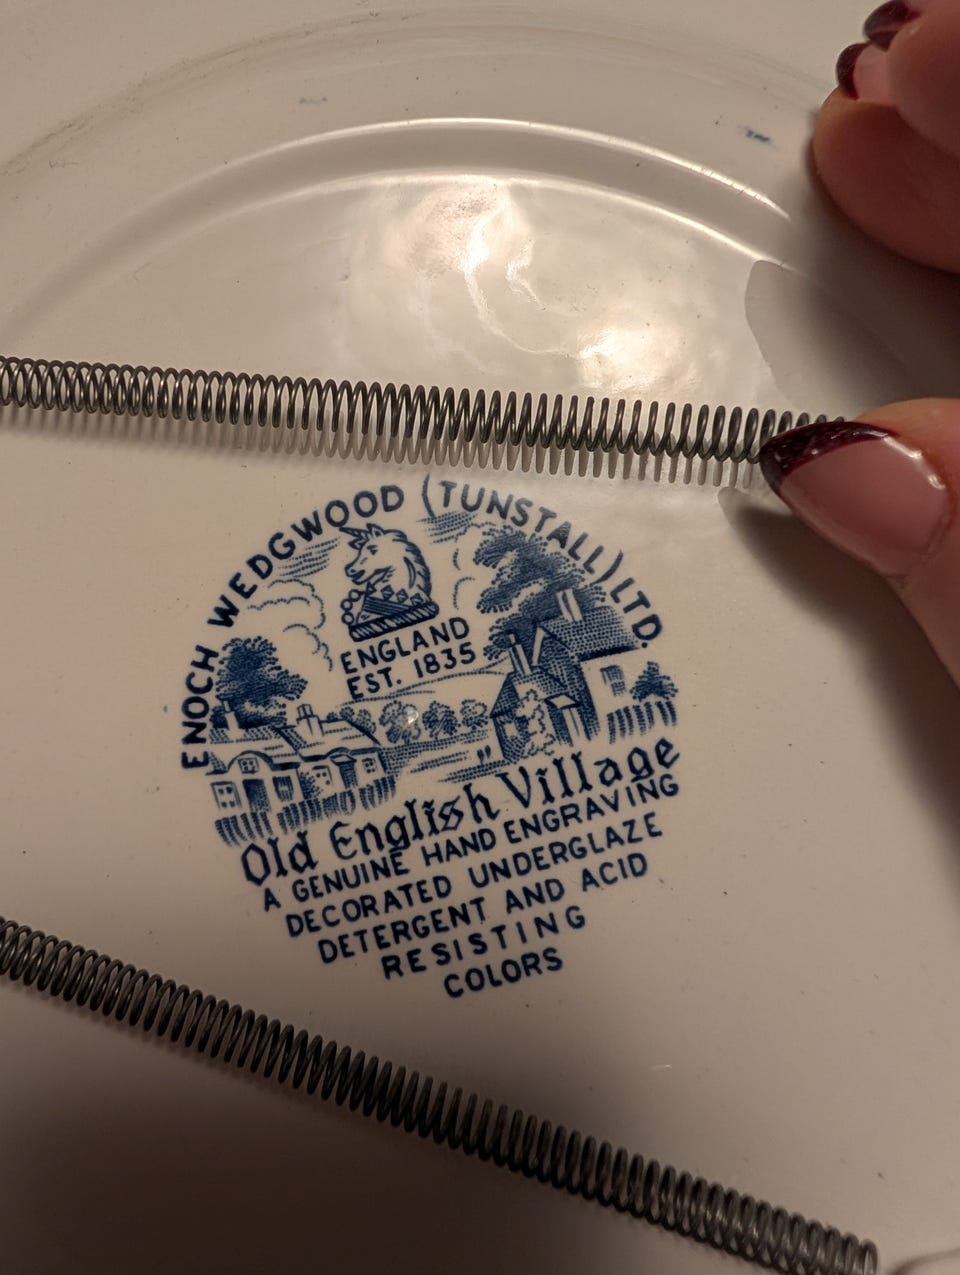 ENOCH WEDGWOOD (TUNSTALL) LTD.
ENGLAND
EST. 1835
Old English Village
A GENUINE HAND ENGRAVING
DECORATED UNDERGLAZE
DETERGENT AND ACID
RESISTING
COLORS